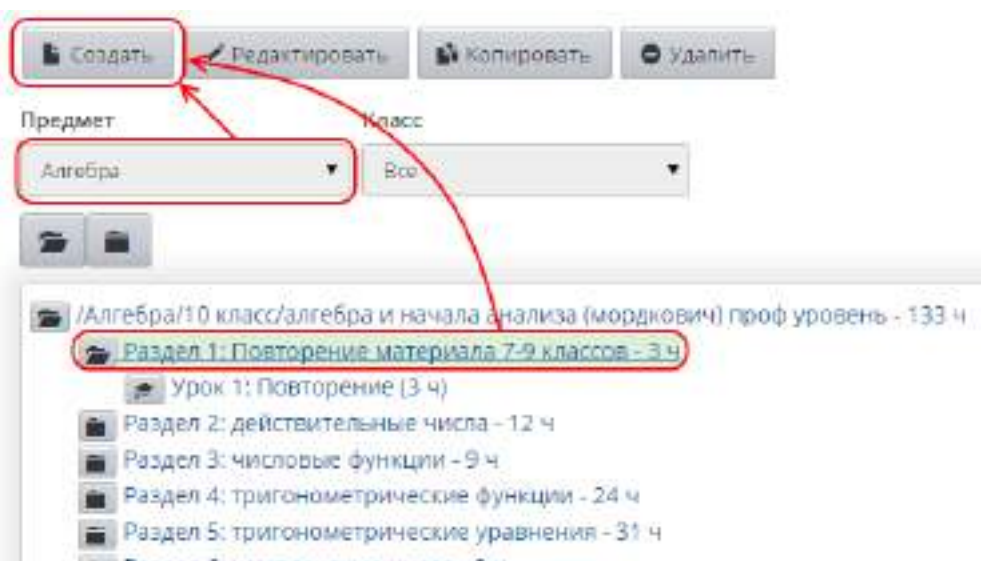 Создать Редактировать Копировать Удалить
Предмет Класс
Алгебра Все
/Алгебра/10 класс/алгебра и начала анализа (мордкович) проф уровень - 133 ч
Раздел 1: Повторение материала 7-9 классов - 3 ч
Урок 1: Повторение (3 ч)
Раздел 2: действительные числа - 12 ч
Раздел 3: числовые функции - 9 ч
Раздел 4: тригонометрические функции - 24 ч
Раздел 5: тригонометрические уравнения - 31 ч